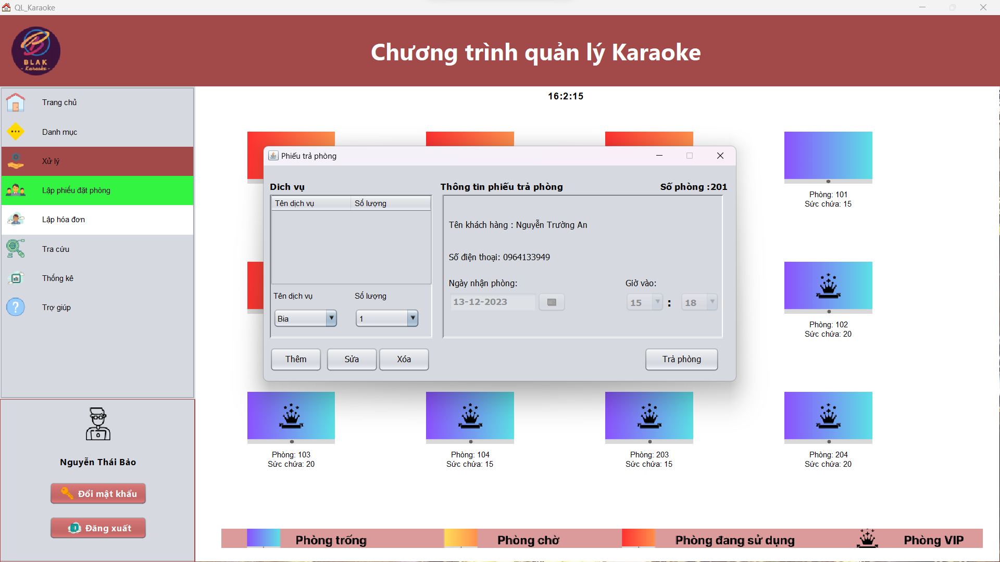 QL_Karaoke
BLAK
Karaoke
Chương trình quản lý Karaoke
Trang chủ
Danh mục
Xử lý
Lập phiếu đặt phòng
Lập hóa đơn
Tra cứu
Thống kê
Trợ giúp
Nguyễn Thái Bảo
Đổi mật khẩu
Đăng xuất
16:2:15
Phòng: 101
Sức chứa: 15
Phiếu trả phòng
Dich vụ
Thông tin phiếu trả phòng
Số phòng :201
Tên dịch vụ
Số lượng
Tên khách hàng : Nguyễn Trường An
Số điện thoại: 0964133949
Ngày nhận phòng:
Giờ vào:
13-12-2023
15 : 18
Tên dịch vụ
Số lượng
Bia
1
Thêm
Sửa
Xóa
Trả phòng
Phòng: 102
Sức chứa: 20
Phòng: 103
Sức chứa: 20
Phòng: 104
Sức chứa: 15
Phòng: 203
Sức chứa: 15
Phòng: 204
Sức chứa: 20
Phòng trống
Phòng chờ
Phòng đang sử dụng
Phòng VIP